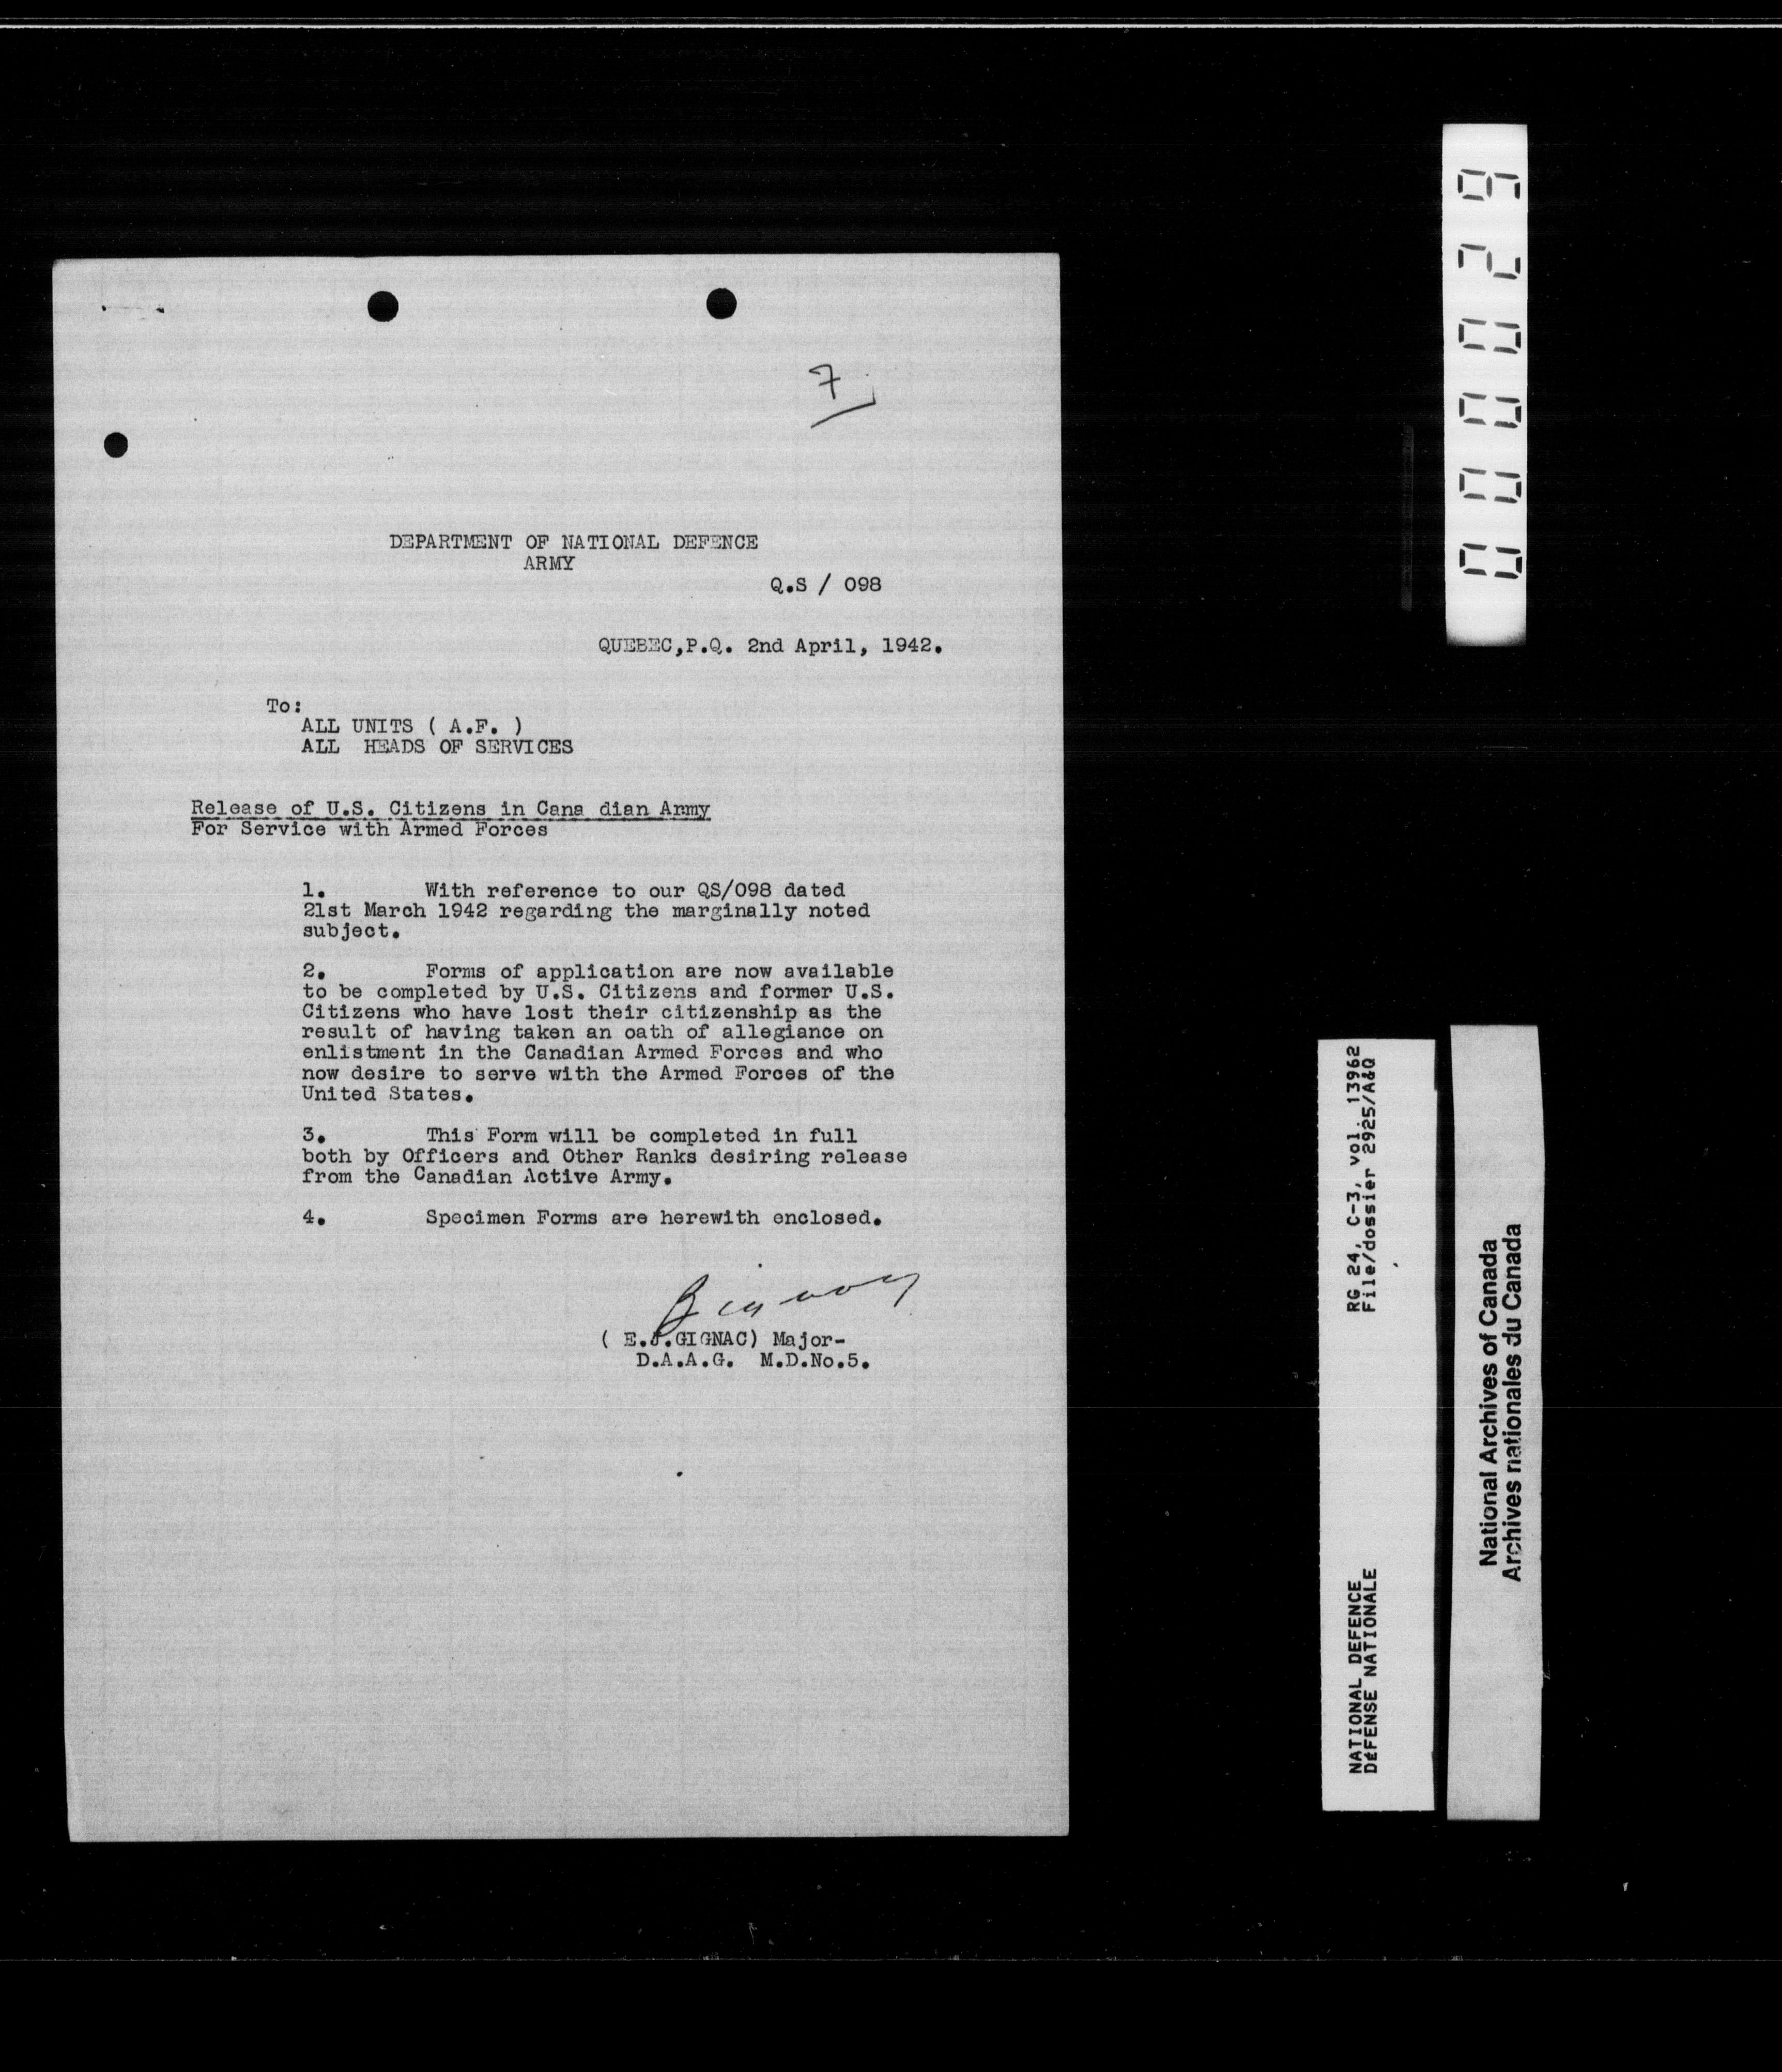 7
DEPARTMENT OF NATIONAL DEFENCE
ARMY
Q.S / 098
QUEBEC,P.Q. 2nd April, 1942.
To:
ALL UNITS ( A.F. )
ALL HEADS OF SERVICES
Release of U.S. Citizens in Cana dian Army
For Service with Armed Forces
1. With reference to our QS/098 dated
21st March 1942 regarding the marginally noted
subject.
2. Forms of application are now available
to be completed by U.S. Citizens and former U.S.
Citizens who have lost their citizenship as the
result of having taken an oath of allegiance on
enlistment in the Canadian Armed Forces and who
now desire to serve with the Armed Forces of the
United States.
3. This Form will be completed in full
both by Officers and Other Ranks desiring release
from the Canadian Active Army.
4. Specimen Forms are herewith enclosed.
( E.J.GIGNAC) Major-
D.A.A.G. M.D.No.5.
000029
RG 24, C-3, vol. 13962
File/dossier 2925/A&Q
NATIONAL DEFENCE
DÉFENSE NATIONALE
National Archives of Canada
Archives nationales du Canada